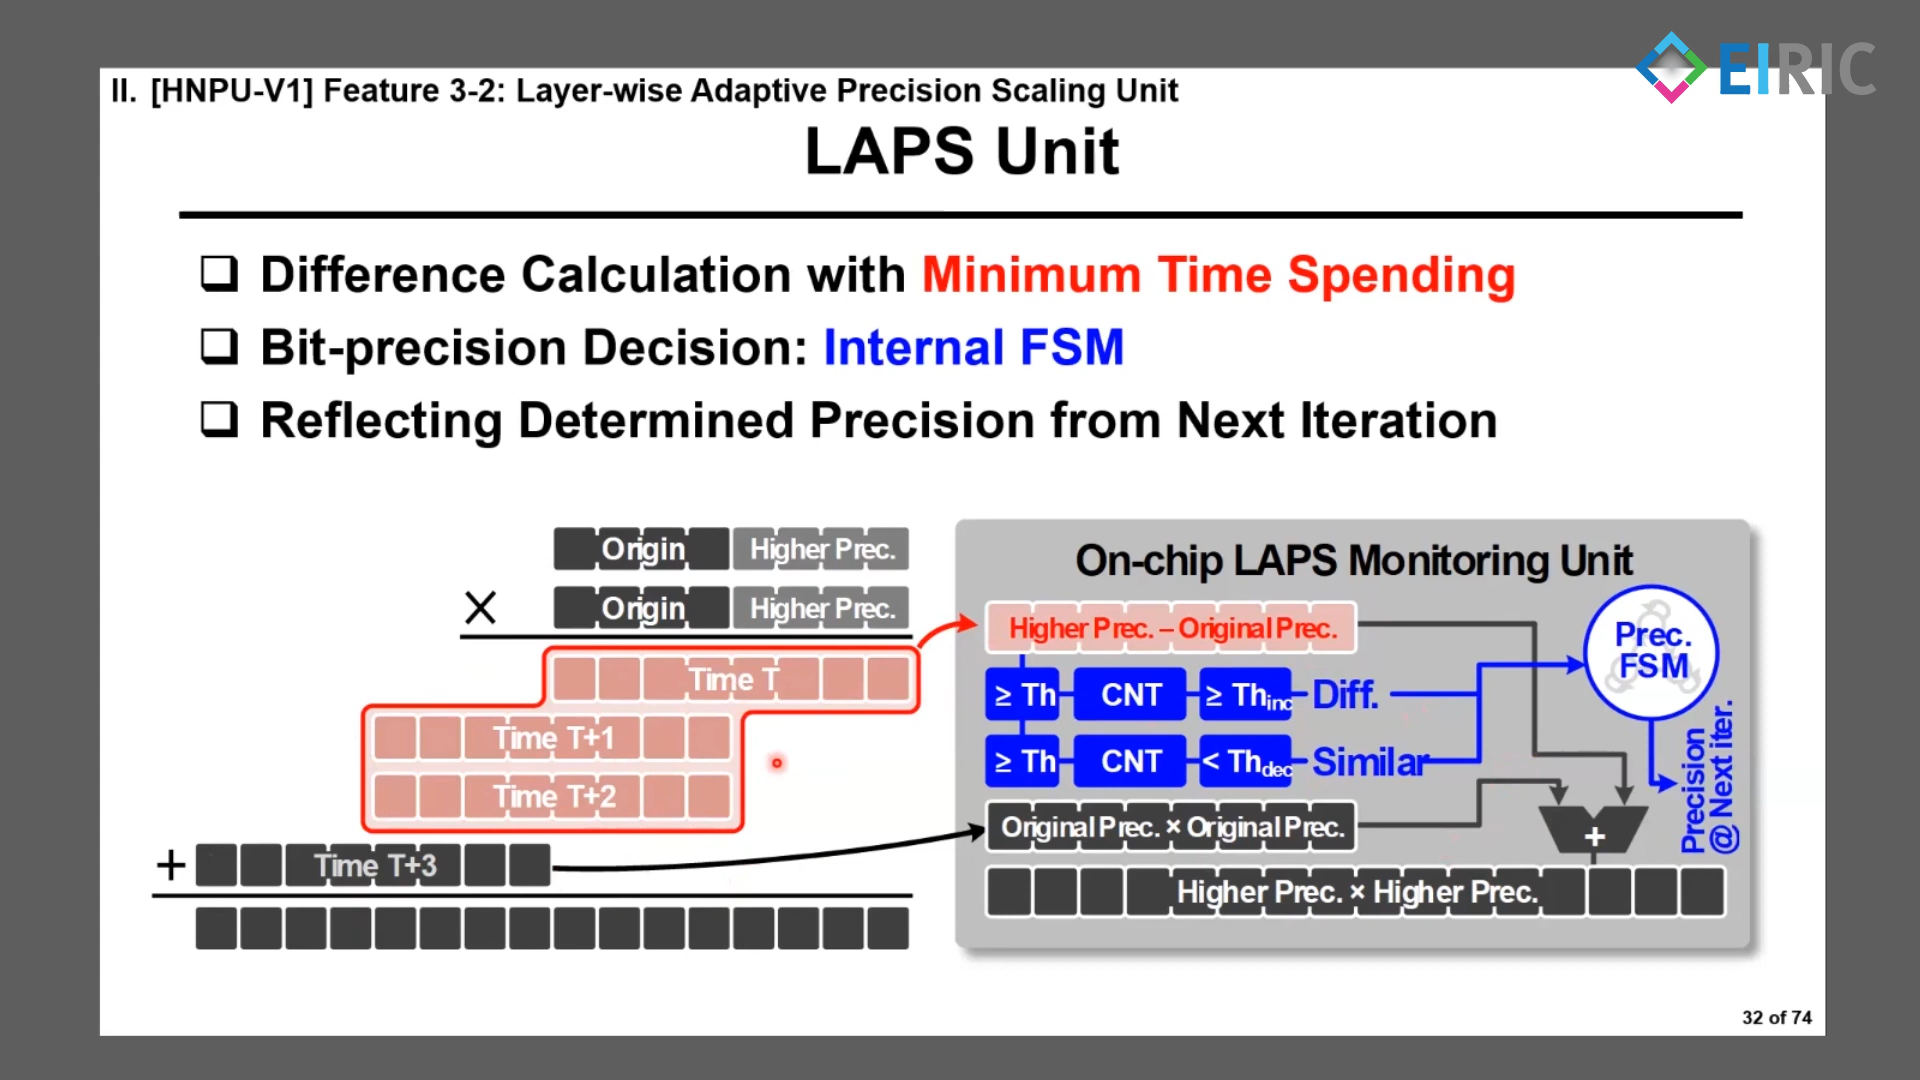 EIRIC
II. [HNPU-V1] Feature 3-2: Layer-wise Adaptive Precision Scaling Unit
LAPS Unit
❑ Difference Calculation with Minimum Time Spending
❑ Bit-precision Decision: Internal FSM
❑ Reflecting Determined Precision from Next Iteration
Origin Higher Prec.
× Origin Higher Prec.
Time T
Time T+1
Time T+2
+ Time T+3
On-chip LAPS Monitoring Unit
Higher Prec. – Original Prec.
≥ Th CNT ≥ Thinc Diff.
≥ Th CNT < Thdec Similar
Original Prec. × Original Prec.
Higher Prec. × Higher Prec.
Prec.
FSM
Precision
@ Next iter.
+
32 of 74